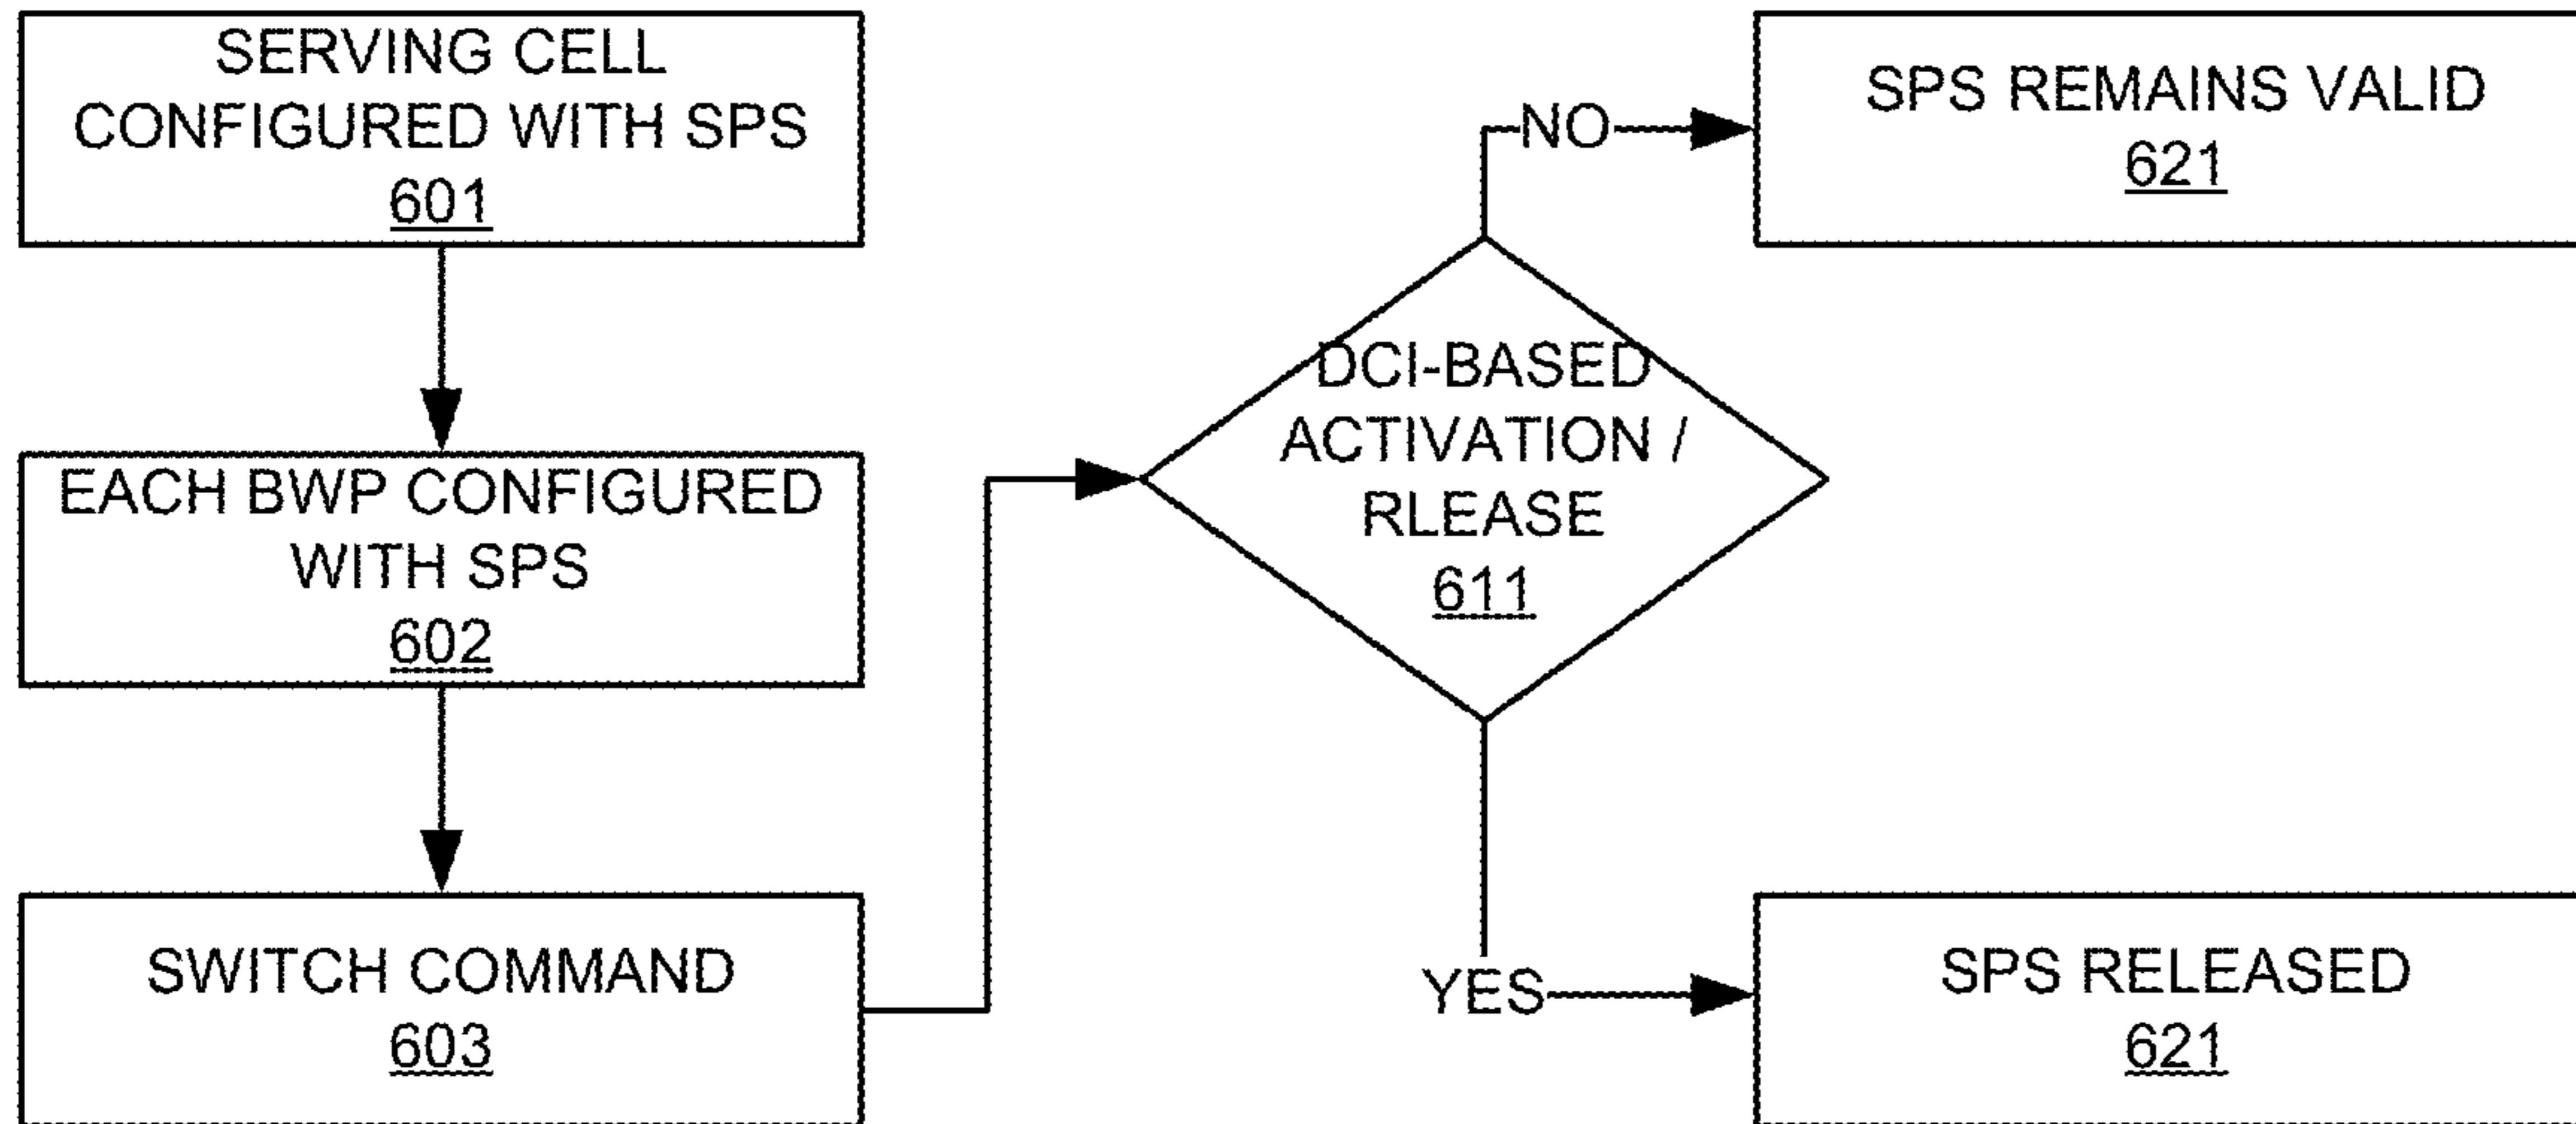 SERVING CELL
CONFIGURED WITH SPS
601
EACH BWP CONFIGURED
WITH SPS
602
SWITCH COMMAND
603
DCI-BASED
ACTIVATION /
RLEASE
611
NO
SPS REMAINS VALID
621
YES
SPS RELEASED
621